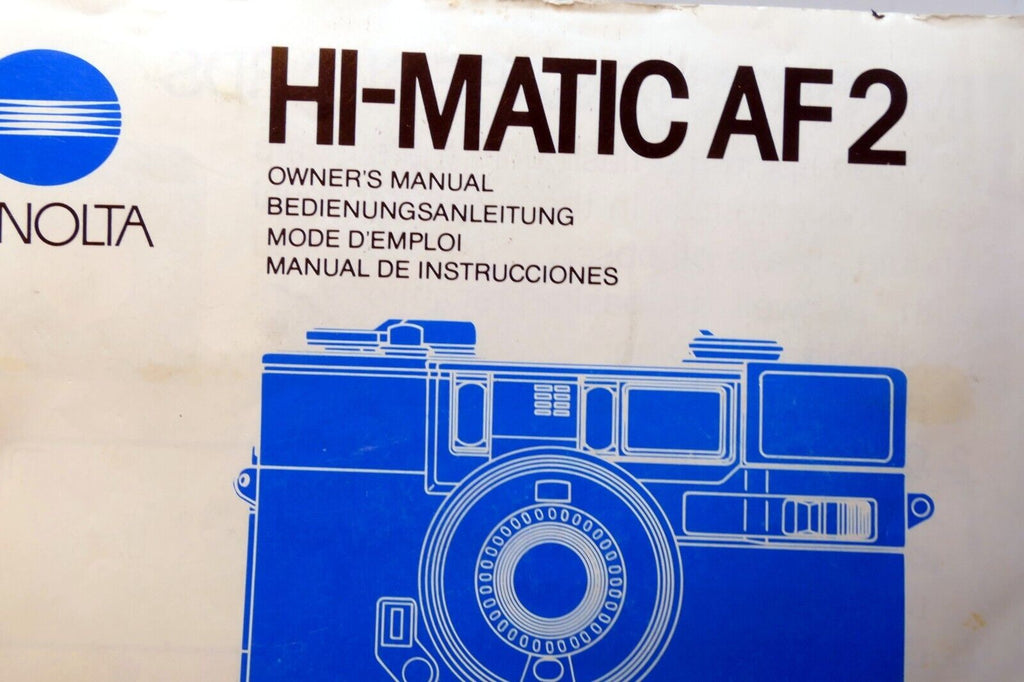 HI-MATIC AF 2
OWNER'S MANUAL
BEDIENUNGSANLEITUNG
MODE D'EMPLOI
MANUAL DE INSTRUCCIONES
NOLTA